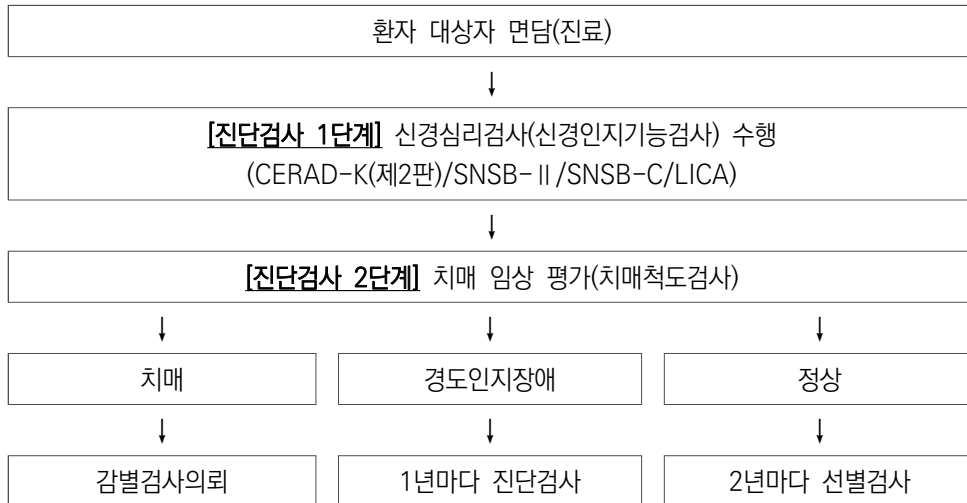 환자 대상자 면담(진료)
↓
[진단검사 1단계] 신경심리검사(신경인지기능검사) 수행
(CERAD-K(제2판)/SNSB-Ⅱ/SNSB-C/LICA)
↓
[진단검사 2단계] 치매 임상 평가(치매척도검사)
↓ ↓ ↓
치매 경도인지장애 정상
↓ ↓ ↓
감별검사의뢰 1년마다 진단검사 2년마다 선별검사